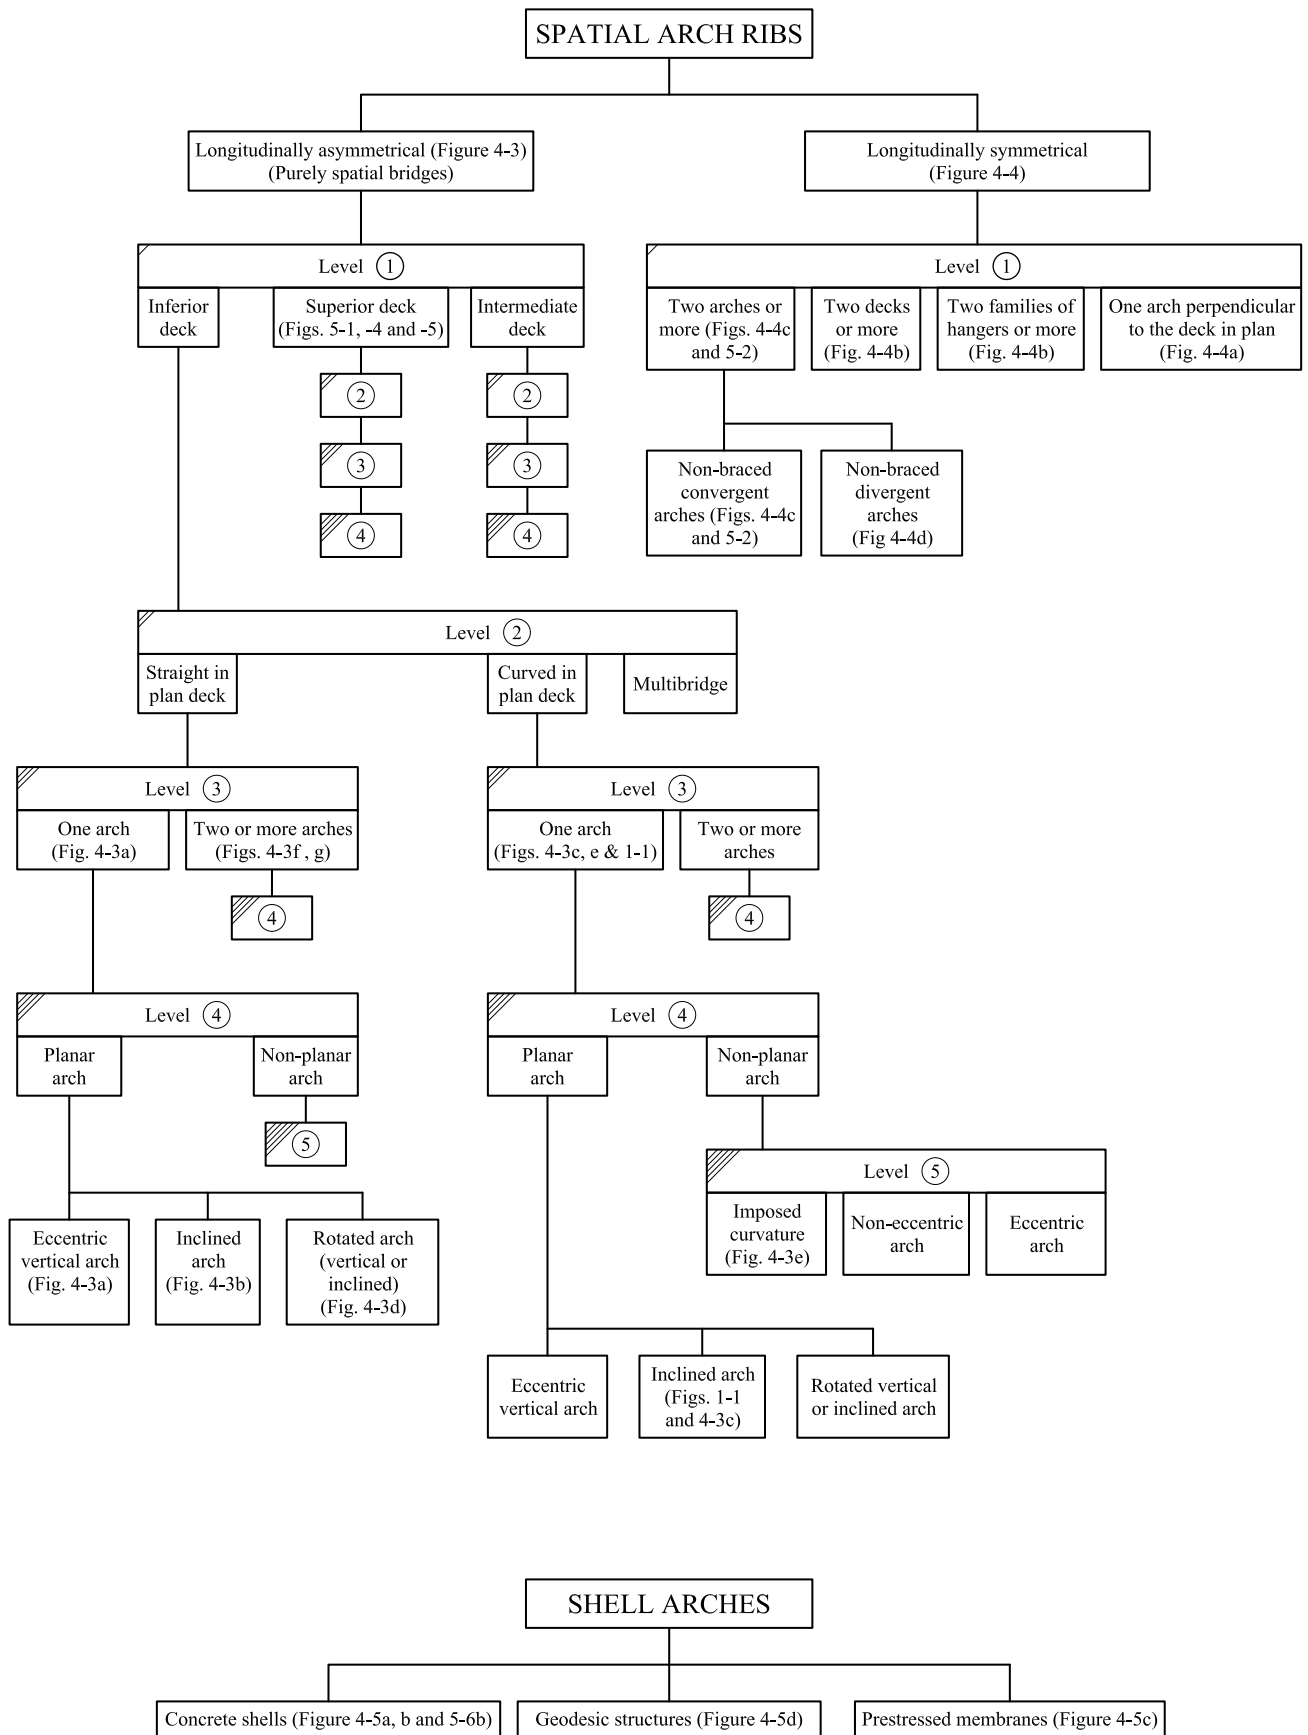 SPATIAL ARCH RIBS
Longitudinally asymmetrical (Figure 4-3)
(Purely spatial bridges)
Longitudinally symmetrical
(Figure 4-4)
Level 1
Inferior
deck
Superior deck
(Figs. 5-1, -4 and -5)
Intermediate
deck
2
3
4
2
3
4
Level 1
Two arches or
more (Figs. 4-4c
and 5-2)
Two decks
or more
(Fig. 4-4b)
Two families of
hangers or more
(Fig. 4-4b)
One arch perpendicular
to the deck in plan
(Fig. 4-4a)
Non-braced
convergent
arches (Figs. 4-4c
and 5-2)
Non-braced
divergent
arches
(Fig 4-4d)
Level 2
Straight in
plan deck
Curved in
plan deck
Multibridge
Level 3
One arch
(Fig. 4-3a)
Two or more arches
(Figs. 4-3f , g)
4
Level 3
One arch
(Figs. 4-3c, e & 1-1)
Two or more
arches
4
Level 4
Planar
arch
Non-planar
arch
5
Eccentric
vertical arch
(Fig. 4-3a)
Inclined
arch
(Fig. 4-3b)
Rotated arch
(vertical or
inclined)
(Fig. 4-3d)
Level 4
Planar
arch
Non-planar
arch
Level 5
Imposed
curvature
(Fig. 4-3e)
Non-eccentric
arch
Eccentric
arch
Eccentric
vertical arch
Inclined arch
(Figs. 1-1
and 4-3c)
Rotated vertical
or inclined arch
SHELL ARCHES
Concrete shells (Figure 4-5a, b and 5-6b)
Geodesic structures (Figure 4-5d)
Prestressed membranes (Figure 4-5c)